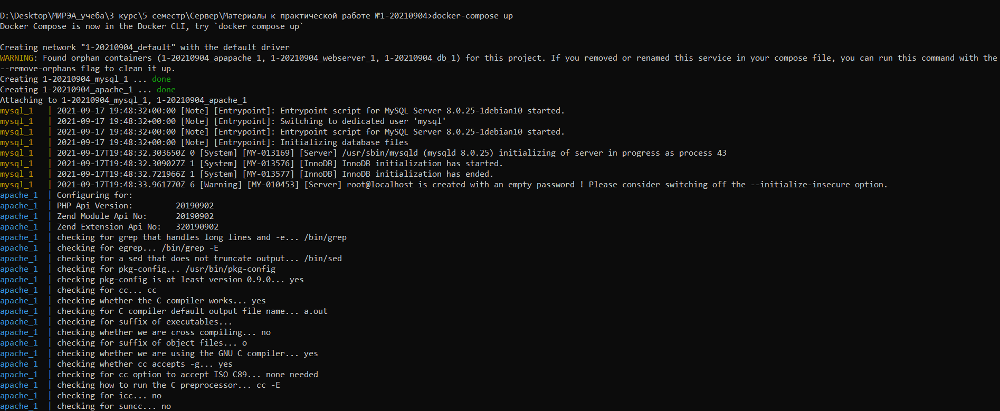 D:\Desktop\МИРЭА_учеба\3 курс\5 семестр\Сервер\Материалы к практической работе №1-20210904>docker-compose up
Docker Compose is now in the Docker CLI, try `docker compose up`
Creating network "1-20210904_default" with the default driver
WARNING: Found orphan containers (1-20210904_apapache_1, 1-20210904_webserver_1, 1-20210904_db_1) for this project. If you removed or renamed this service in your compose file, you can run this command with the
--remove-orphans flag to clean it up.
Creating 1-20210904_mysql_1 ... done
Creating 1-20210904_apache_1 ... done
Attaching to 1-20210904_mysql_1, 1-20210904_apache_1
mysql_1   | 2021-09-17 19:48:32+00:00 [Note] [Entrypoint]: Entrypoint script for MySQL Server 8.0.25-1debian10 started.
mysql_1   | 2021-09-17 19:48:32+00:00 [Note] [Entrypoint]: Switching to dedicated user 'mysql'
mysql_1   | 2021-09-17 19:48:32+00:00 [Note] [Entrypoint]: Entrypoint script for MySQL Server 8.0.25-1debian10 started.
mysql_1   | 2021-09-17 19:48:32+00:00 [Note] [Entrypoint]: Initializing database files
mysql_1   | 2021-09-17T19:48:32.303650Z 0 [System] [MY-013169] [Server] /usr/sbin/mysqld (mysqld 8.0.25) initializing of server in progress as process 43
mysql_1   | 2021-09-17T19:48:32.309027Z 1 [System] [MY-013576] [InnoDB] InnoDB initialization has started.
mysql_1   | 2021-09-17T19:48:32.721966Z 1 [System] [MY-013577] [InnoDB] InnoDB initialization has ended.
mysql_1   | 2021-09-17T19:48:33.961770Z 6 [Warning] [MY-010453] [Server] root@localhost is created with an empty password ! Please consider switching off the --initialize-insecure option.
apache_1  | Configuring for:
apache_1  | PHP Api Version:         20190902
apache_1  | Zend Module Api No:      20190902
apache_1  | Zend Extension Api No:   320190902
apache_1  | checking for grep that handles long lines and -e... /bin/grep
apache_1  | checking for egrep... /bin/grep -E
apache_1  | checking for a sed that does not truncate output... /bin/sed
apache_1  | checking for pkg-config... /usr/bin/pkg-config
apache_1  | checking pkg-config is at least version 0.9.0... yes
apache_1  | checking for cc... cc
apache_1  | checking whether the C compiler works... yes
apache_1  | checking for C compiler default output file name... a.out
apache_1  | checking for suffix of executables...
apache_1  | checking whether we are cross compiling... no
apache_1  | checking for suffix of object files... o
apache_1  | checking whether we are using the GNU C compiler... yes
apache_1  | checking whether cc accepts -g... yes
apache_1  | checking for cc option to accept ISO C89... none needed
apache_1  | checking how to run the C preprocessor... cc -E
apache_1  | checking for icc... no
apache_1  | checking for suncc... no